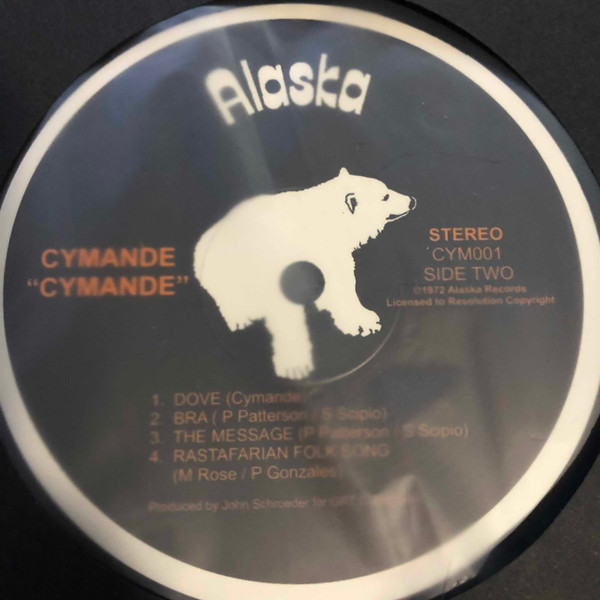 Alaska
CYMANDE
"CYMANDE"
STEREO
CYM001
SIDE TWO
©1972 Alaska Records
Licensed to Resolution Copyright
1. DOVE (Cymande
2. BRA ( P Patterson / S Scipio)
3. THE MESSAGE (P Patterson / S Scipio)
4. RASTAFARIAN FOLK SONG
(M Rose / P Gonzales)
Produced by John Schroeder for